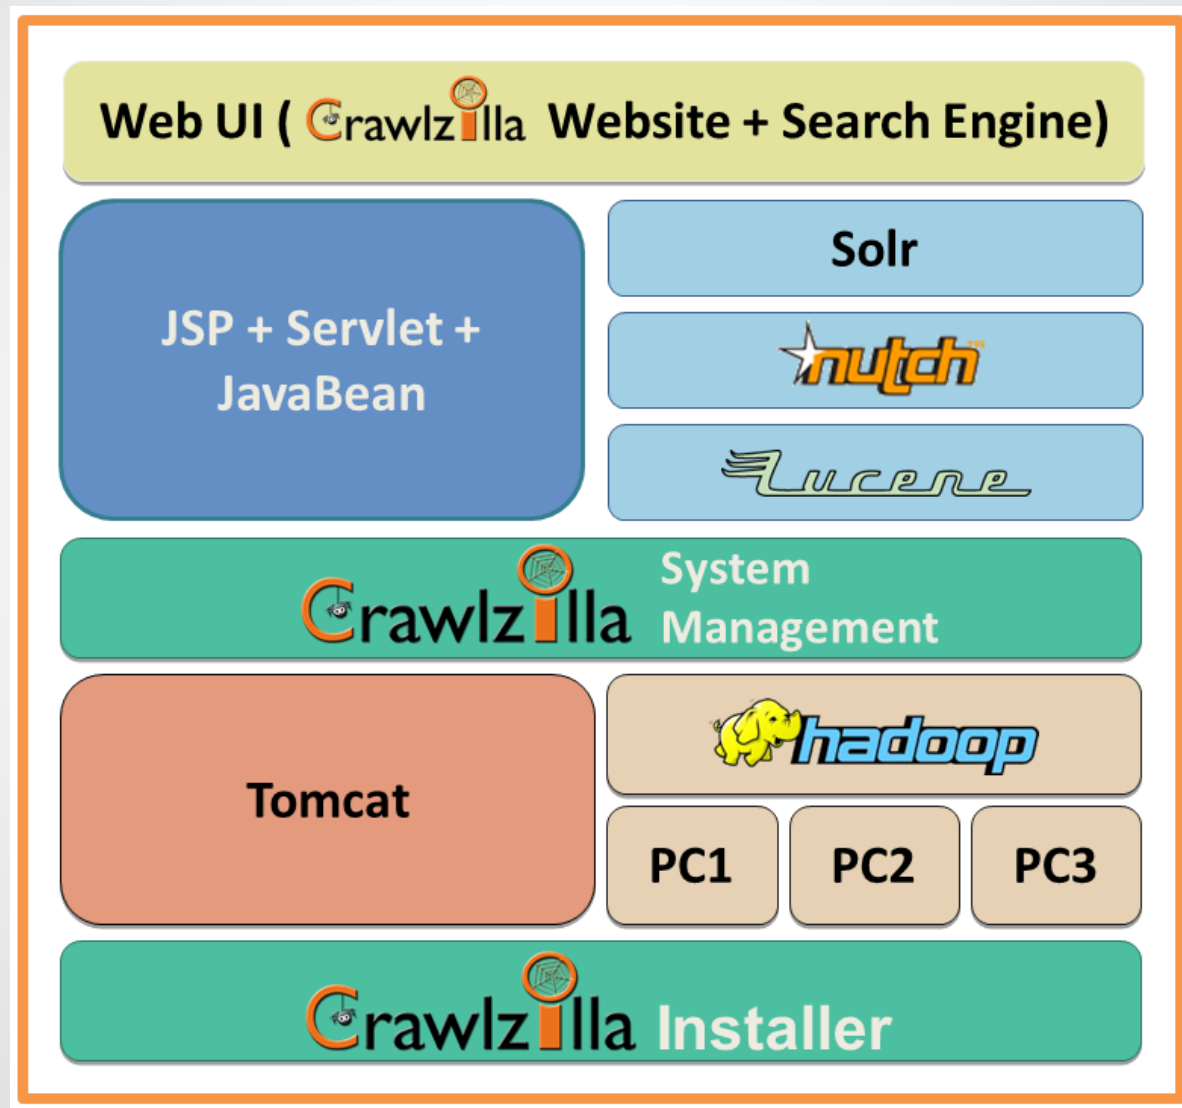 Web UI ( Crawlzilla Website + Search Engine)
JSP + Servlet +
JavaBean
Solr
nutch™
Lucene
Crawlzilla System
Management
Tomcat
hadoop
PC1
PC2
PC3
Crawlzilla Installer